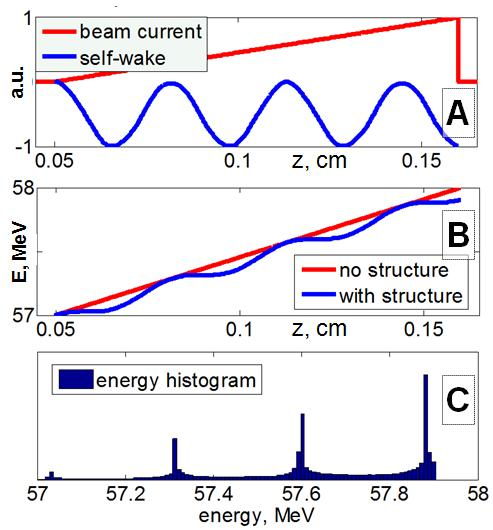 1
beam current
self-wake
a.u.
A
-1
0.05 0.1 z, cm 0.15
58
B
E, MeV
no structure
with structure
57
0.05 0.1 z, cm 0.15
energy histogram
C
57 57.2 57.4 57.6 57.8 58
energy, MeV